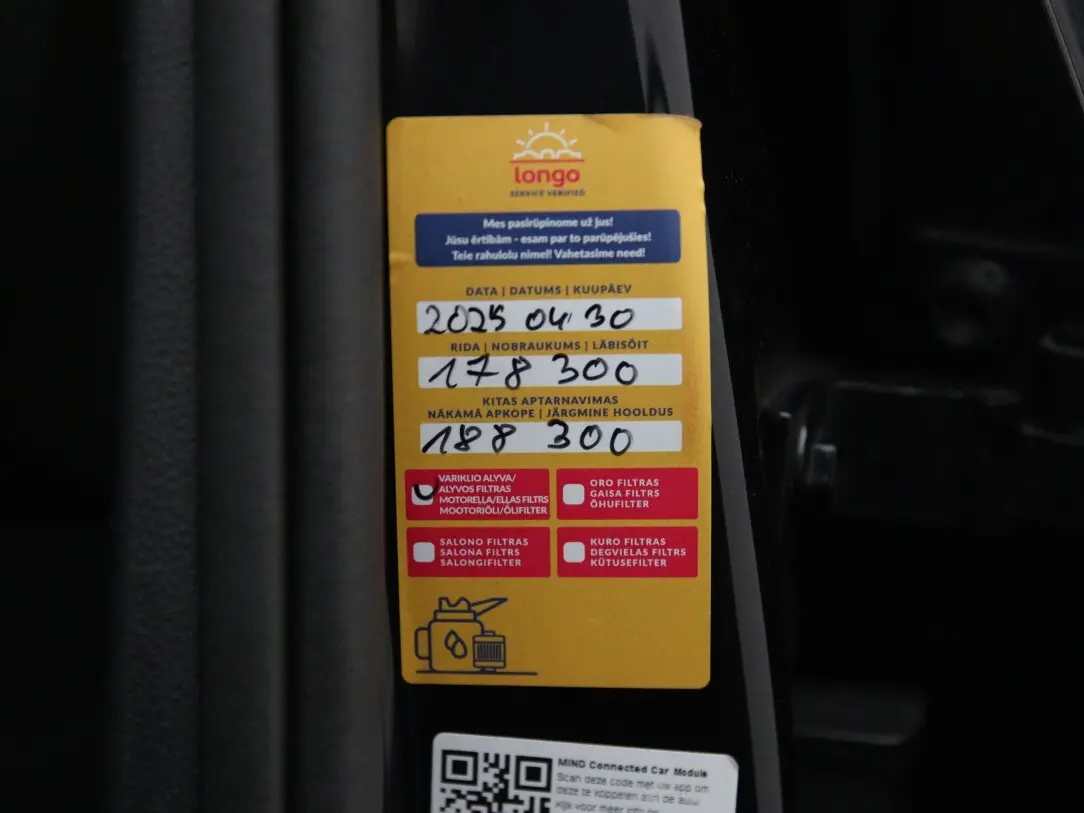 longo
SERVICE VERIFIED
Mes pasirūpinome už jus!
Jūsu ērtībām - esam par to parūpējušies!
Teie rahulolu nimel! Vahetasime need!
DATA | DATUMS | KUUPÄEV
2025 04 30
RIDA | NOBRAUKUMS | LÄBISÕIT
178 300
KITAS APTARNAVIMAS
NĀKAMĀ APKOPE | JÄRGMINE HOOLDUS
188 300
VARIKLIO ALYVA/
ALYVOS FILTRAS
MOTOREĻĻA/EĻĻAS FILTRS
MOOTORIÕLI/ÕLIFILTER
ORO FILTRAS
GAISA FILTRS
ÕHUFILTER
SALONO FILTRAS
SALONA FILTRS
SALONGIFILTER
KURO FILTRAS
DEGVIELAS FILTRS
KÜTUSEFILTER
MIND Connected Car Module
Scan deze code met uw app om
deze te koppelen aan de auto.
Kijk voor meer